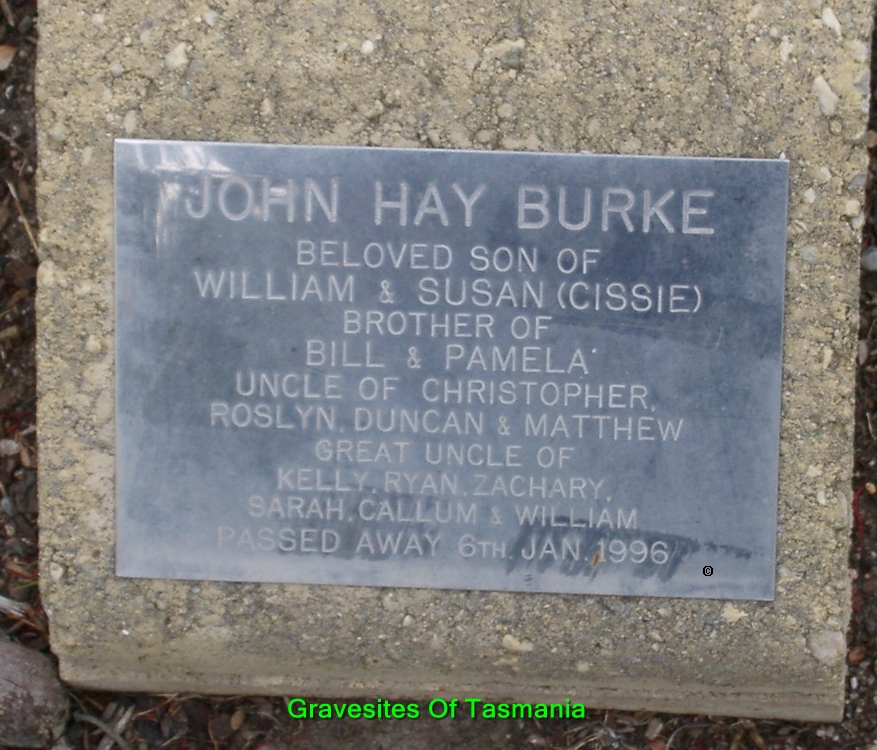 JOHN HAY BURKE
BELOVED SON OF
WILLIAM & SUSAN (CISSIE)
BROTHER OF
BILL & PAMELA
UNCLE OF CHRISTOPHER,
ROSLYN, DUNCAN & MATTHEW
GREAT UNCLE OF
KELLY, RYAN, ZACHARY,
SARAH, CALLUM & WILLIAM
PASSED AWAY 6TH. JAN. 1996
©
Gravesites Of Tasmania